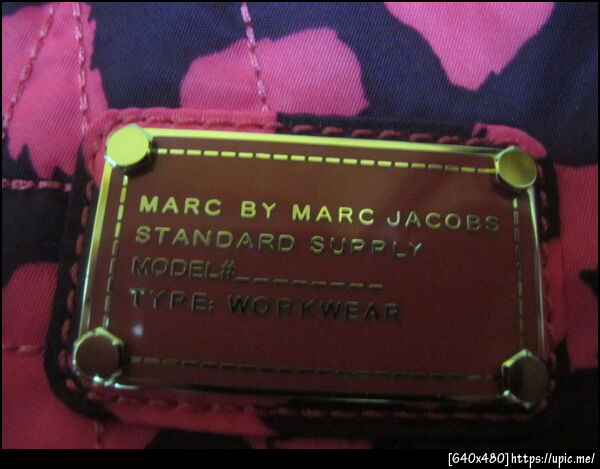 MARC BY MARC JACOBS
STANDARD SUPPLY
MODEL#________
TYPE: WORKWEAR
[640x480]https://upic.me/